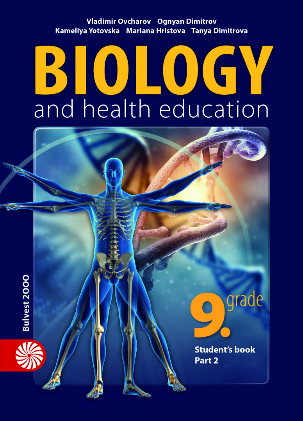 Vladimir Ovcharov Ognyan Dimitrov
Kameliya Yotovska Mariana Hristova Tanya Dimitrova
BIOLOGY
and health education
9. grade
Student's book
Part 2
Bulvest 2000